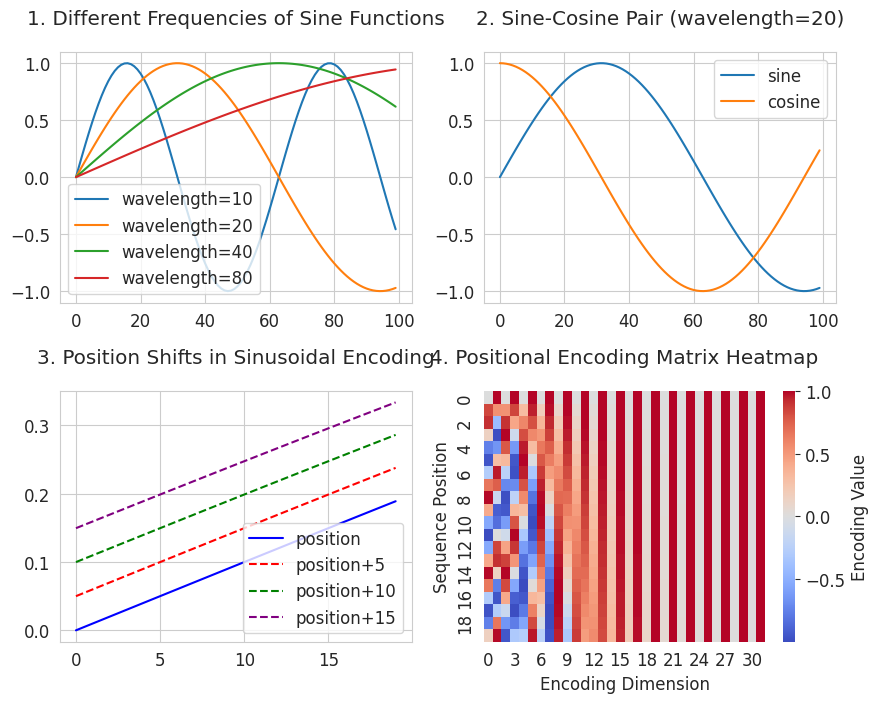 1. Different Frequencies of Sine Functions
1.0
0.5
0.0
−0.5
−1.0
wavelength=10
wavelength=20
wavelength=40
wavelength=80
0 20 40 60 80 100
2. Sine-Cosine Pair (wavelength=20)
1.0
0.5
0.0
−0.5
−1.0
sine
cosine
0 20 40 60 80 100
3. Position Shifts in Sinusoidal Encoding
0.3
0.2
0.1
0.0
position
position+5
position+10
position+15
0 5 10 15
4. Positional Encoding Matrix Heatmap
Sequence Position
0 2 4 6 8 10 12 14 16 18
0 3 6 9 12 15 18 21 24 27 30
Encoding Dimension
1.0
0.5
0.0
−0.5
Encoding Value